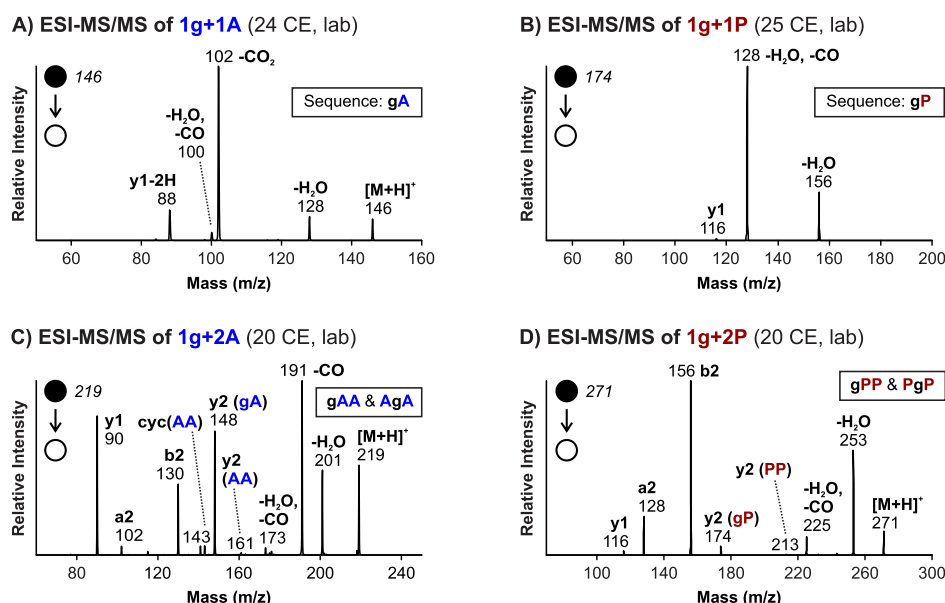 A) ESI-MS/MS of 1g+1A (24 CE, lab)
146
102 -CO₂
-H₂O,
-CO
100
Sequence: gA
y1-2H
88
-H₂O
128
[M+H]⁺
146
Relative Intensity
60 80 100 120 140 160
Mass (m/z)
B) ESI-MS/MS of 1g+1P (25 CE, lab)
174
128 -H₂O, -CO
Sequence: gP
-H₂O
156
y1
116
Relative Intensity
60 80 100 120 140 160 200
Mass (m/z)
C) ESI-MS/MS of 1g+2A (20 CE, lab)
219
191 -CO
gAA & AgA
y1
90
cyc(AA)
y2 (gA)
148
b2
130
y2
(AA)
-H₂O
201
[M+H]⁺
219
a2
102
143
161
-H₂O,
-CO
173
Relative Intensity
80 120 160 200 240
Mass (m/z)
D) ESI-MS/MS of 1g+2P (20 CE, lab)
271
156 b2
gPP & PgP
-H₂O
253
y2 (PP)
a2
128
-H₂O,
-CO
225
[M+H]⁺
271
y1
116
y2 (gP)
174
213
Relative Intensity
100 140 180 220 260 300
Mass (m/z)